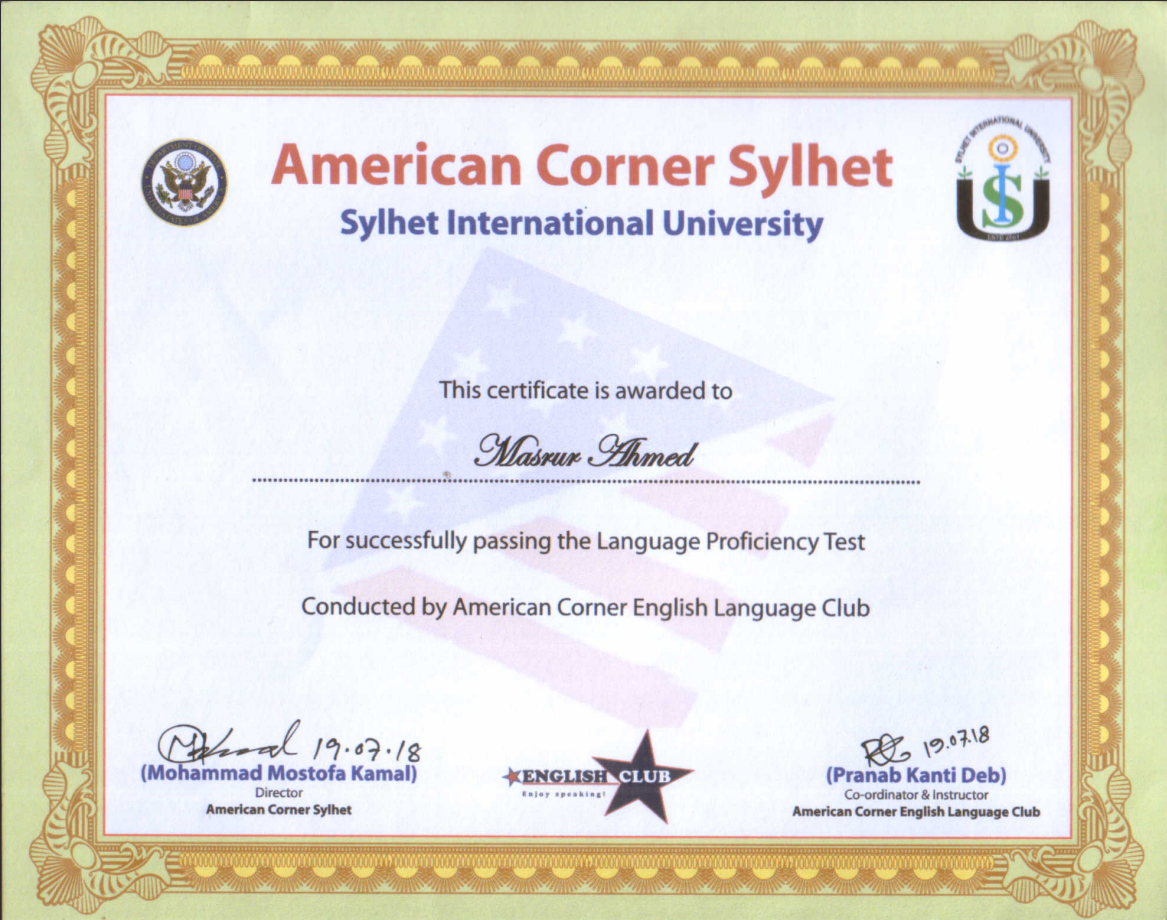 American Corner Sylhet
Sylhet International University
SYLHET INTERNATIONAL UNIVERSITY
This certificate is awarded to
Masrur Ahmed
For successfully passing the Language Proficiency Test
Conducted by American Corner English Language Club
19.07.18
(Mohammad Mostofa Kamal)
Director
American Corner Sylhet
ENGLISH CLUB
Enjoy speaking!
19.07.18
(Pranab Kanti Deb)
Co-ordinator & Instructor
American Corner English Language Club